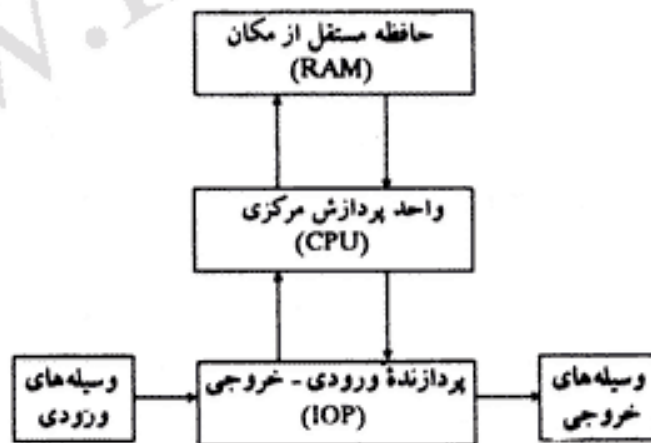 حافظه مستقل از مکان
(RAM)
واحد پردازش مرکزی
(CPU)
وسیله‌های
ورودی
پردازندهٔ ورودی - خروجی
(IOP)
وسیله‌های
خروجی